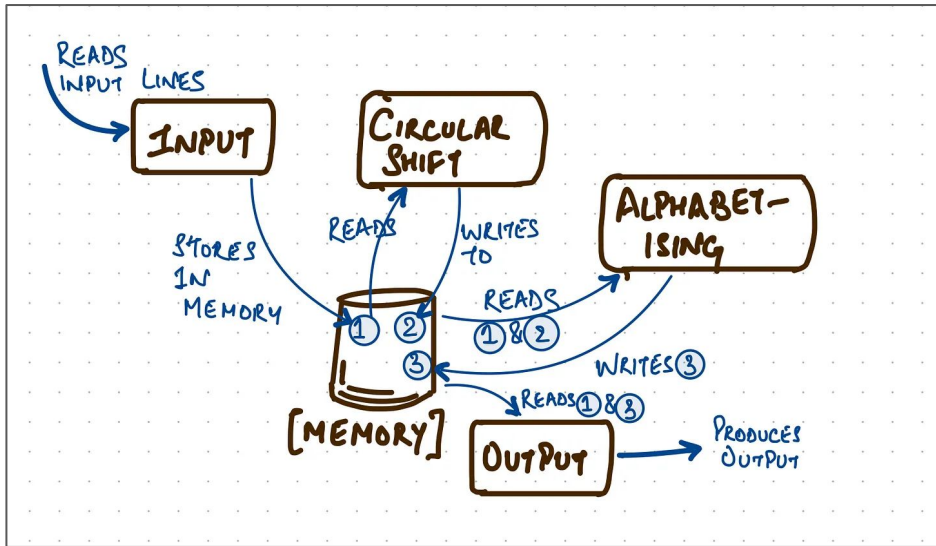 READS
INPUT LINES
INPUT
CIRCULAR
SHIFT
ALPHABET-
ISING
STORES
IN
MEMORY
READS
WRITES
TO
READS
1 & 2
1
2
3
WRITES 3
READS 1 & 3
[MEMORY]
OUTPUT
PRODUCES
OUTPUT